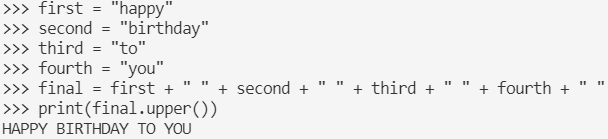 >>> first = "happy"
>>> second = "birthday"
>>> third = "to"
>>> fourth = "you"
>>> final = first + " " + second + " " + third + " " + fourth + " "
>>> print(final.upper())
HAPPY BIRTHDAY TO YOU